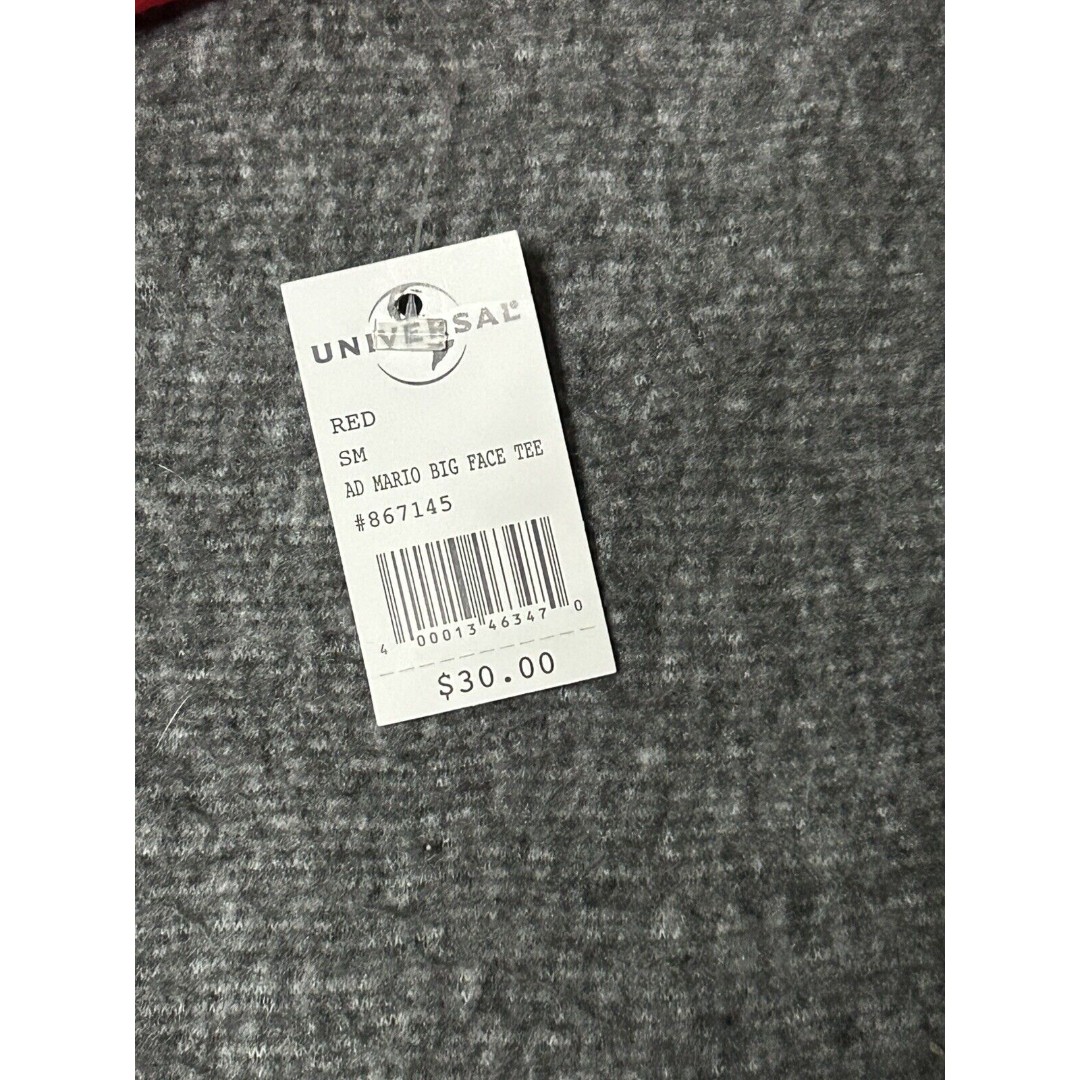 UNIVERSAL®
RED
SM
AD MARIO BIG FACE TEE
#867145
4 00013 46347 0
$30.00